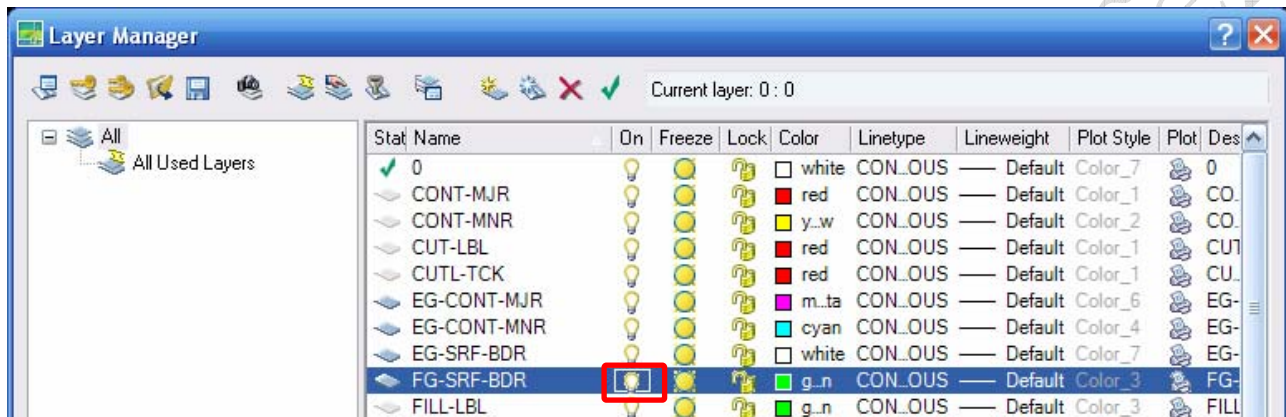 Layer Manager
Current layer: 0 : 0
All
All Used Layers
Stat Name On Freeze Lock Color Linetype Lineweight Plot Style Plot Des
0 white CON...OUS Default Color_7 0
CONT-MJR red CON...OUS Default Color_1 CO.
CONT-MNR y...w CON...OUS Default Color_2 CO.
CUT-LBL red CON...OUS Default Color_1 CUT
CUTL-TCK red CON...OUS Default Color_1 CU..
EG-CONT-MJR m...ta CON...OUS Default Color_6 EG-
EG-CONT-MNR cyan CON...OUS Default Color_4 EG-
EG-SRF-BDR white CON...OUS Default Color_7 EG-
FG-SRF-BDR g...n CON...OUS Default Color_3 FG-
FILL-LBL g...n CON...OUS Default Color_3 FILL